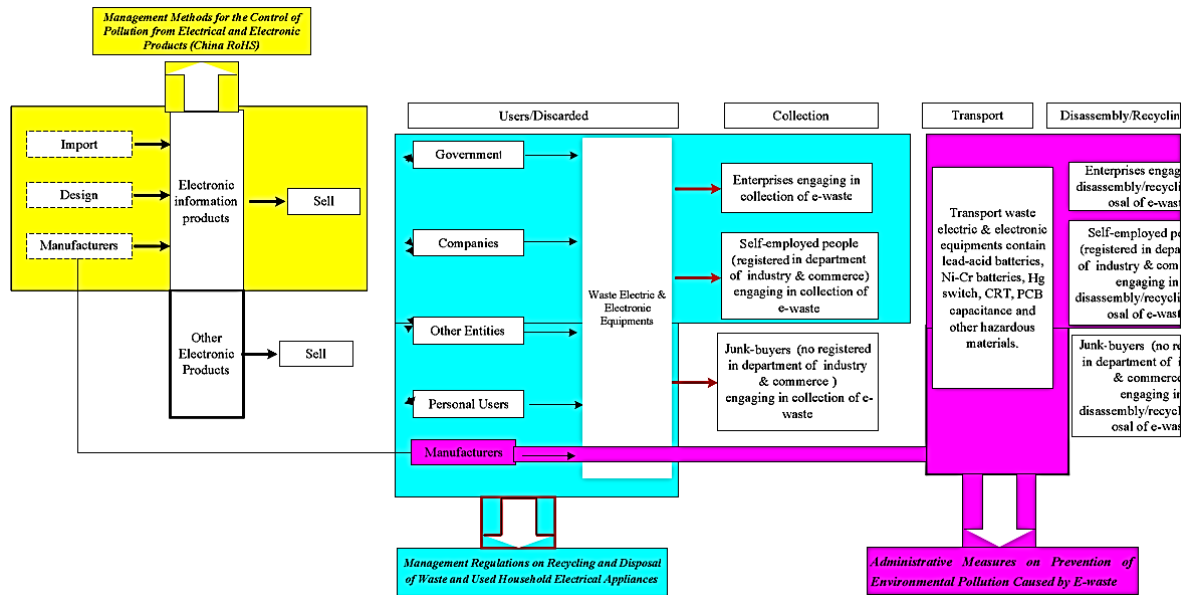 Management Methods for the Control of
Pollution from Electrical and Electronic
Products (China RoHS)
Import
Design
Manufacturers
Electronic
information
products
Sell
Other
Electronic
Products
Sell
Users/Discarded
Collection
Transport
Disassembly/Recyclin
Government
Companies
Other Entities
Personal Users
Manufacturers
Waste Electric &
Electronic
Equipments
Enterprises engaging in
collection of e-waste
Self-employed people
(registered in department
of industry & commerce)
engaging in collection of
e-waste
Junk-buyers (no registered
in department of industry
& commerce )
engaging in collection of e-
waste
Transport waste
electric & electronic
equipments contain
lead-acid batteries,
Ni-Cr batteries, Hg
switch, CRT, PCB
capacitance and
other hazardous
materials.
Enterprises engag
disassembly/recycli
osal of e-wast
Self-employed pe
(registered in depa
of industry & com
engaging in
disassembly/recycli
osal of e-wast
Junk-buyers (no re
in department of i
& commerce
engaging in
disassembly/recycl
osal of e-was
Management Regulations on Recycling and Disposal
of Waste and Used Household Electrical Appliances
Administrative Measures on Prevention of
Environmental Pollution Caused by E-waste